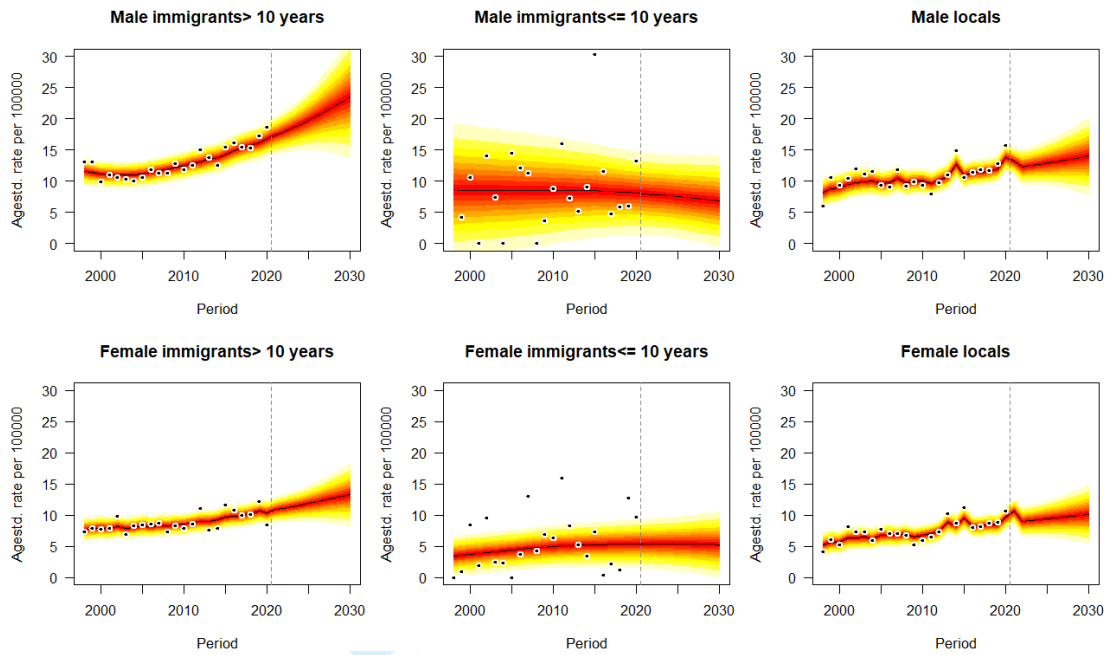 Male immigrants> 10 years
Agestd. rate per 100000
30
25
20
15
10
5
0
2000 2010 2020 2030
Period
Male immigrants<= 10 years
Agestd. rate per 100000
30
25
20
15
10
5
0
2000 2010 2020 2030
Period
Male locals
Agestd. rate per 100000
30
25
20
15
10
5
0
2000 2010 2020 2030
Period
Female immigrants> 10 years
Agestd. rate per 100000
30
25
20
15
10
5
0
2000 2010 2020 2030
Period
Female immigrants<= 10 years
Agestd. rate per 100000
30
25
20
15
10
5
0
2000 2010 2020 2030
Period
Female locals
Agestd. rate per 100000
30
25
20
15
10
5
0
2000 2010 2020 2030
Period